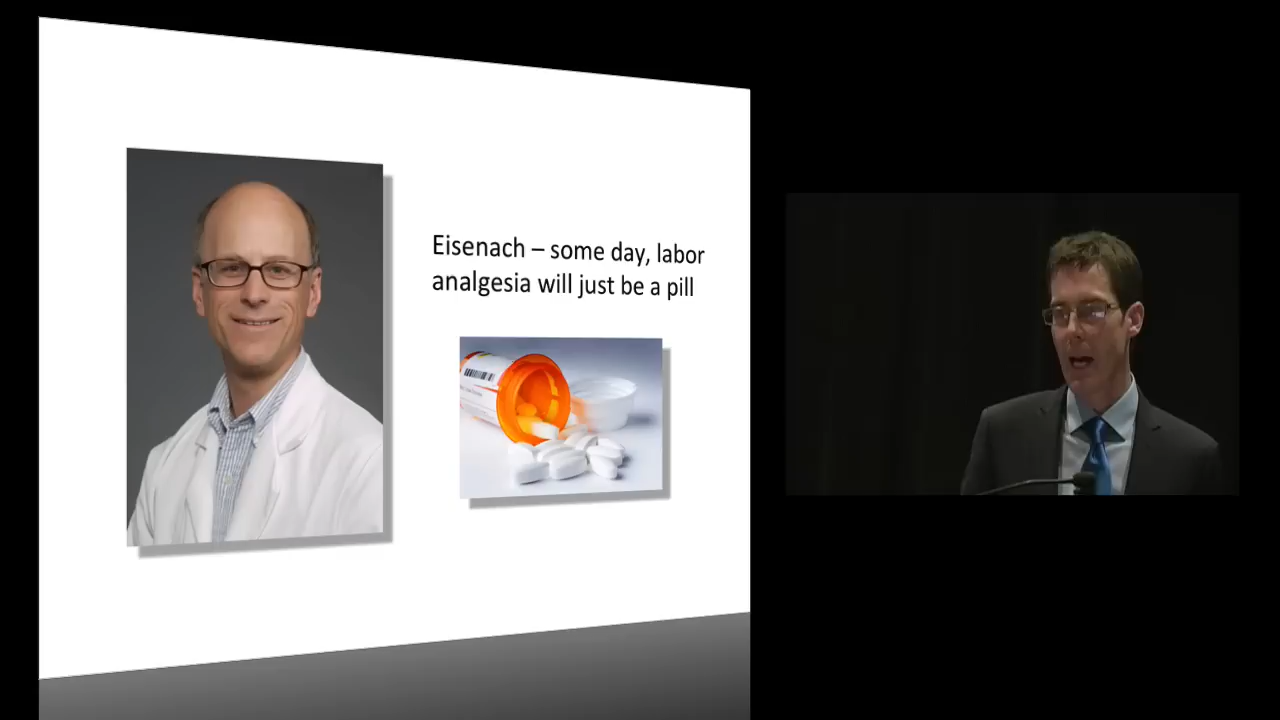 Eisenach – some day, labor
analgesia will just be a pill